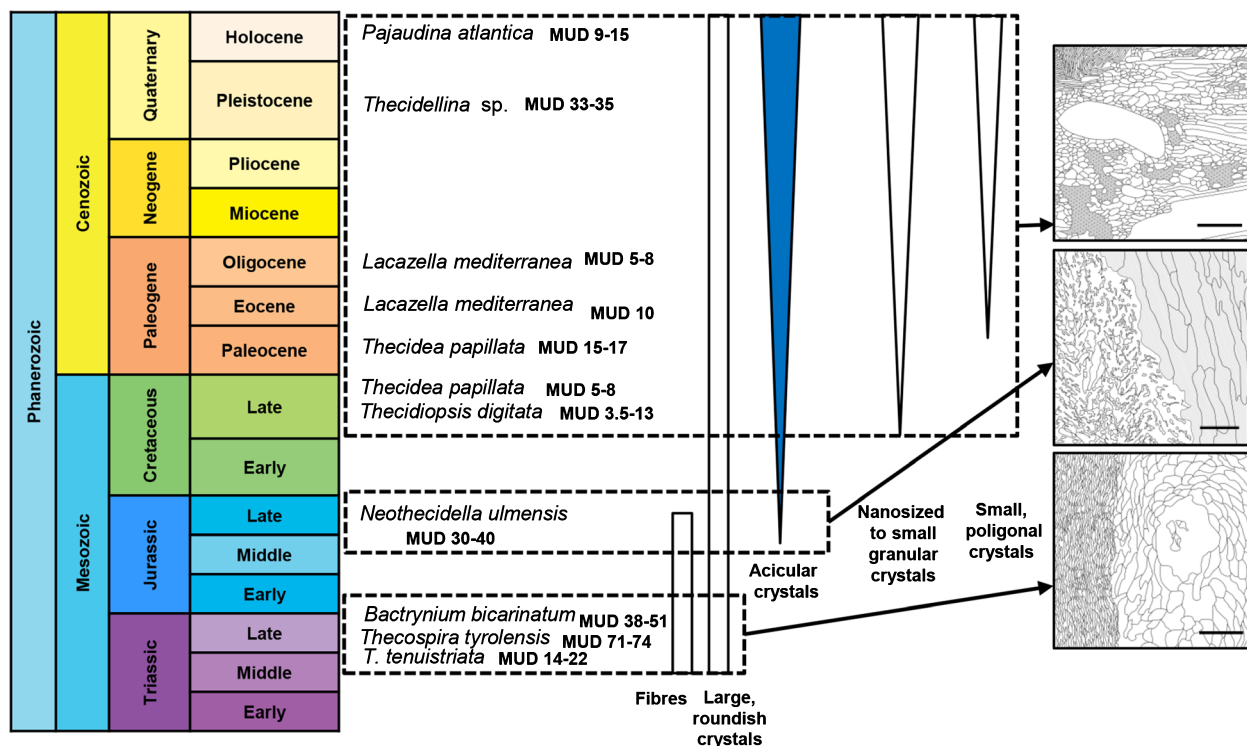 Phanerozoic
Cenozoic
Mesozoic
Quaternary
Neogene
Paleogene
Cretaceous
Jurassic
Triassic
Holocene
Pleistocene
Pliocene
Miocene
Oligocene
Eocene
Paleocene
Late
Early
Late
Middle
Early
Late
Middle
Early
Pajaudina atlantica MUD 9-15
Thecidellina sp. MUD 33-35
Lacazella mediterranea MUD 5-8
Lacazella mediterranea MUD 10
Thecidea papillata MUD 15-17
Thecidea papillata MUD 5-8
Thecidiopsis digitata MUD 3.5-13
Neothecidella ulmensis
MUD 30-40
Bactrynium bicarinatum MUD 38-51
Thecospira tyrolensis MUD 71-74
T. tenuistriata MUD 14-22
Fibres
Large,
roundish
crystals
Acicular
crystals
Nanosized
to small
granular
crystals
Small,
poligonal
crystals